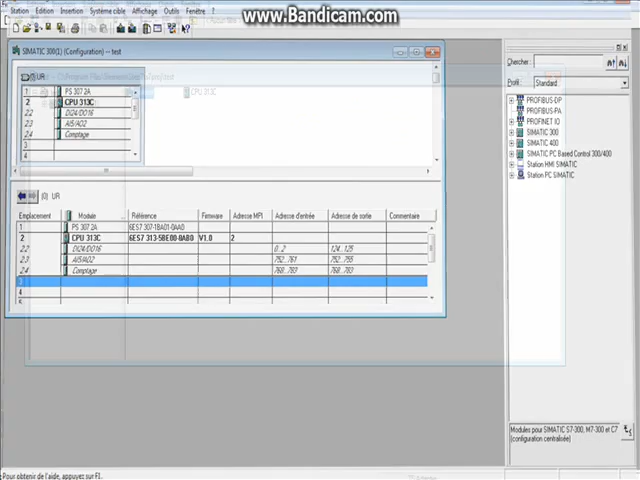 www.Bandicam.com
Station Edition Insertion Système cible Affichage Outils Fenêtre ?
SIMATIC 300(1) (Configuration) -- test
Chercher :
Profil : Standard
(0) UR
1 PS 307 2A
2 CPU 313C
2.2 DI24/DO16
2.3 AI5/AO2
2.4 Comptage
3
4
CPU 313C
PROFIBUS-DP
PROFIBUS-PA
PROFINET IO
SIMATIC 300
SIMATIC 400
SIMATIC PC Based Control 300/400
Station HMI SIMATIC
Station PC SIMATIC
(0) UR
Emplacement Module Référence Firmware Adresse MPI Adresse d'entrée Adresse de sortie Commentaire
1 PS 307 2A 6ES7 307-1BA01-0AA0
2 CPU 313C 6ES7 313-5BE00-0AB0 V1.0 2
2.2 DI24/DO16 0...2 124...125
2.3 AI5/AO2 752...761 752...755
2.4 Comptage 768...783 768...783
3
4
5
Modules pour SIMATIC S7-300, M7-300 et C7 (configuration centralisée)
Pour obtenir de l'aide, appuyez sur F1.